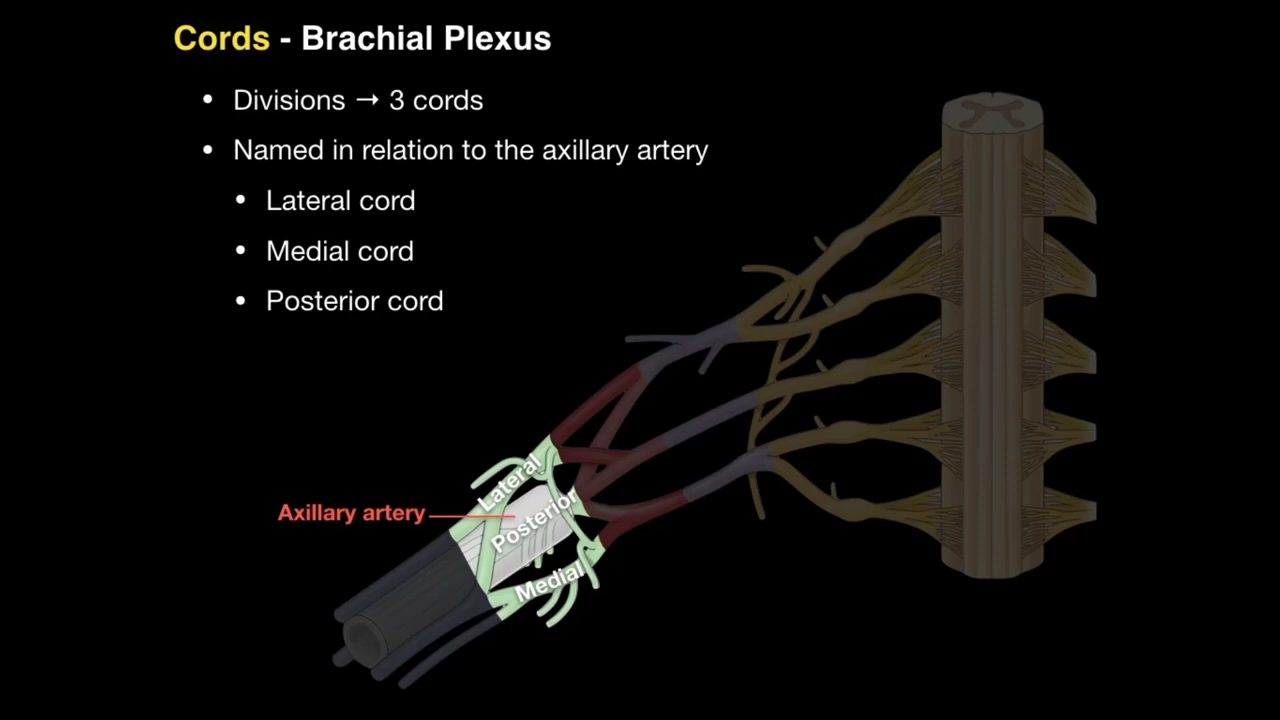 Cords - Brachial Plexus
• Divisions → 3 cords
• Named in relation to the axillary artery
• Lateral cord
• Medial cord
• Posterior cord
Lateral
Posterior
Axillary artery
Medial